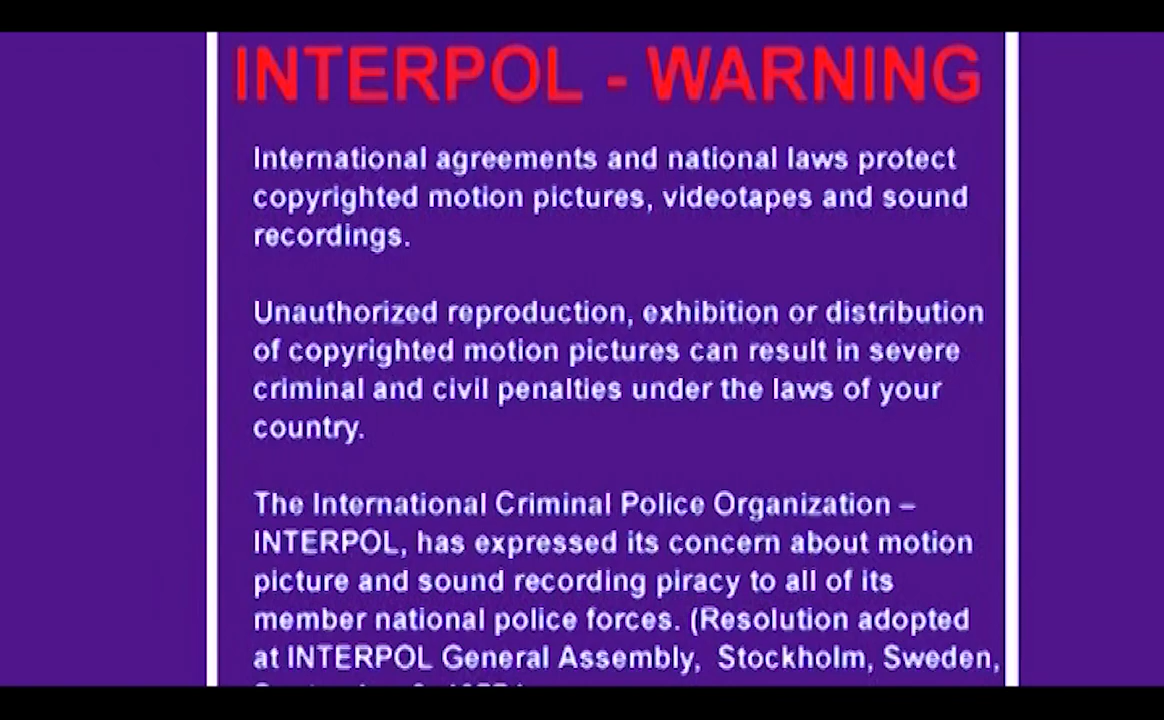 INTERPOL - WARNING
International agreements and national laws protect
copyrighted motion pictures, videotapes and sound
recordings.
Unauthorized reproduction, exhibition or distribution
of copyrighted motion pictures can result in severe
criminal and civil penalties under the laws of your
country.
The International Criminal Police Organization –
INTERPOL, has expressed its concern about motion
picture and sound recording piracy to all of its
member national police forces. (Resolution adopted
at INTERPOL General Assembly, Stockholm, Sweden,